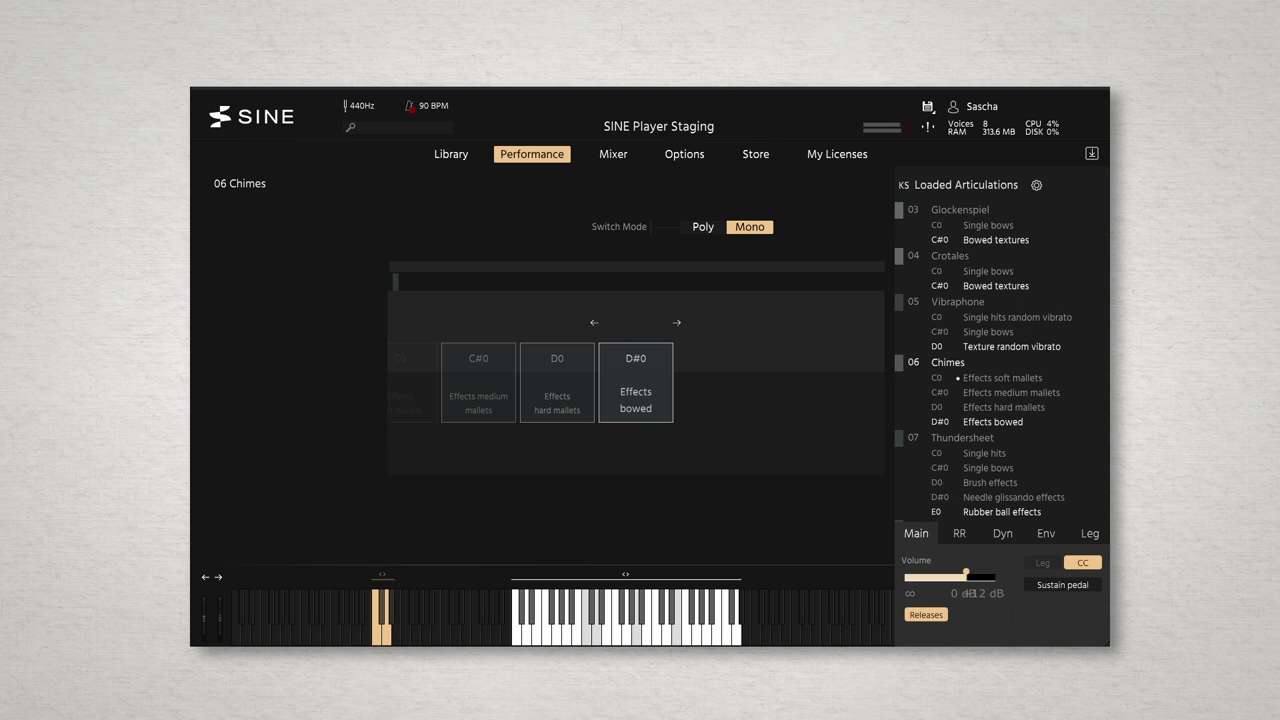 SINE
440Hz
90 BPM
SINE Player Staging
Sascha
Voices 8 CPU 4%
RAM 313.6 MB DISK 0%
Library Performance Mixer Options Store My Licenses
06 Chimes
Switch Mode Poly Mono
C0
C#0
Effects medium
mallets
D0
Effects
hard mallets
D#0
Effects
bowed
KS Loaded Articulations
03 Glockenspiel
C0 Single bows
C#0 Bowed textures
04 Crotales
C0 Single bows
C#0 Bowed textures
05 Vibraphone
C0 Single hits random vibrato
C#0 Single bows
D0 Texture random vibrato
06 Chimes
C0 Effects soft mallets
C#0 Effects medium mallets
D0 Effects hard mallets
D#0 Effects bowed
07 Thundersheet
C0 Single hits
C#0 Single bows
D0 Brush effects
D#0 Needle glissando effects
E0 Rubber ball effects
Main RR Dyn Env Leg
Volume
Leg CC
Sustain pedal
∞ 0 dB
Releases